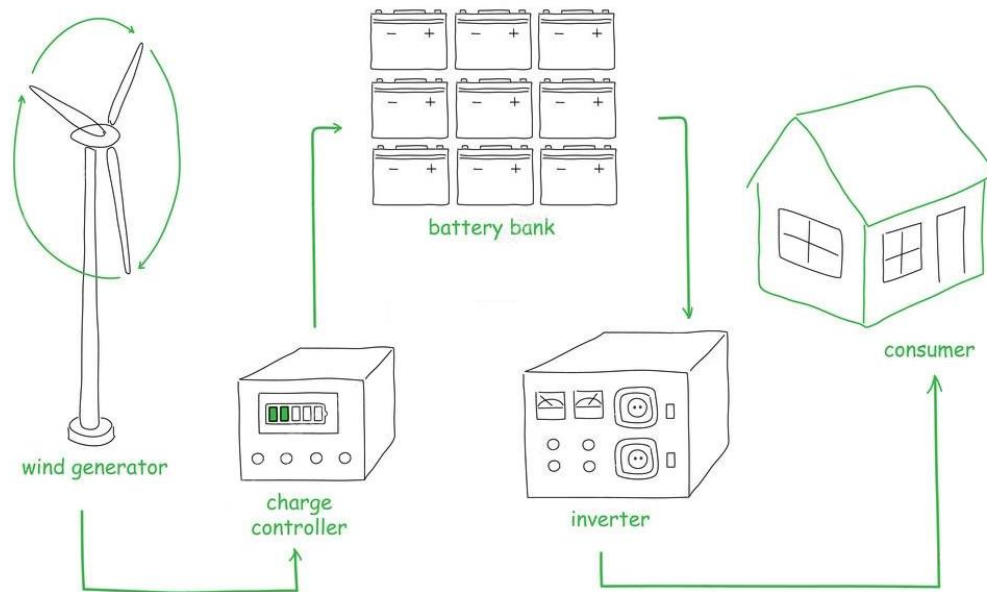 battery bank
consumer
wind generator
charge
controller
inverter